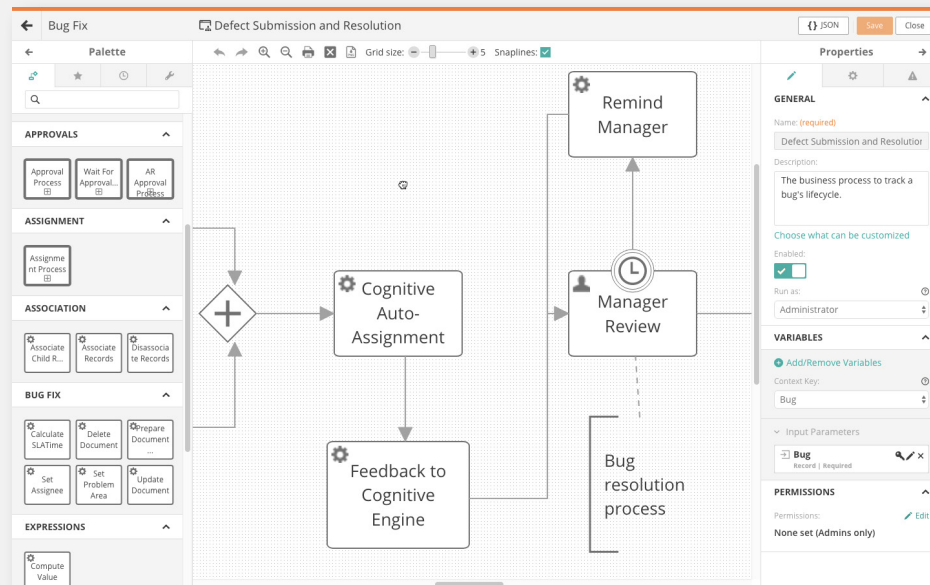 Bug Fix
Defect Submission and Resolution
{} JSON
Save
Close
Palette
Grid size:
5
Snaplines:
Properties
APPROVALS
Approval
Process
Wait For
Approval...
AR
Approval
Process
ASSIGNMENT
Assignme
nt Process
ASSOCIATION
Associate
Child R...
Associate
Records
Disassocia
te Records
BUG FIX
Calculate
SLATime
Delete
Document
Prepare
Document
...
Set
Assignee
Set
Problem
Area
Update
Document
EXPRESSIONS
Compute
Value
Cognitive
Auto-
Assignment
Feedback to
Cognitive
Engine
Remind
Manager
Manager
Review
Bug
resolution
process
GENERAL
Name: (required)
Defect Submission and Resolution
Description:
The business process to track a
bug's lifecycle.
Choose what can be customized
Enabled:
Run as:
Administrator
VARIABLES
Add/Remove Variables
Context Key:
Bug
Input Parameters
Bug
Record | Required
PERMISSIONS
Permissions:
Edit
None set (Admins only)